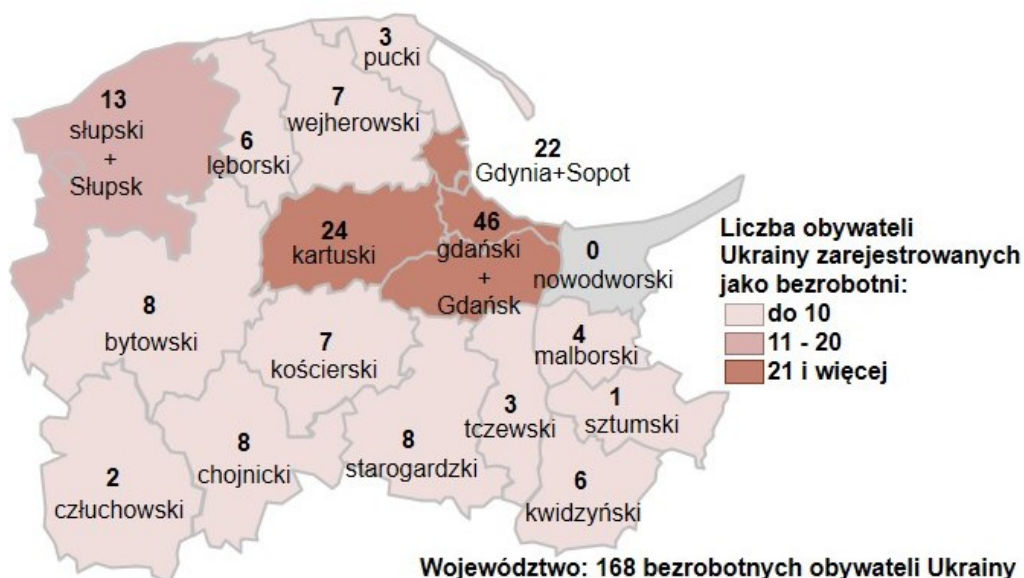 3
pucki
13
słupski
+
Słupsk
7
wejherowski
6
lęborski
22
Gdynia+Sopot
24
kartuski
46
gdański
+
Gdańsk
0
nowodworski
8
bytowski
7
kościerski
4
malborski
1
sztumski
3
tczewski
2
człuchowski
8
chojnicki
8
starogardzki
6
kwidzyński
Liczba obywateli
Ukrainy zarejestrowanych
jako bezrobotni:
do 10
11 - 20
21 i więcej
Województwo: 168 bezrobotnych obywateli Ukrainy